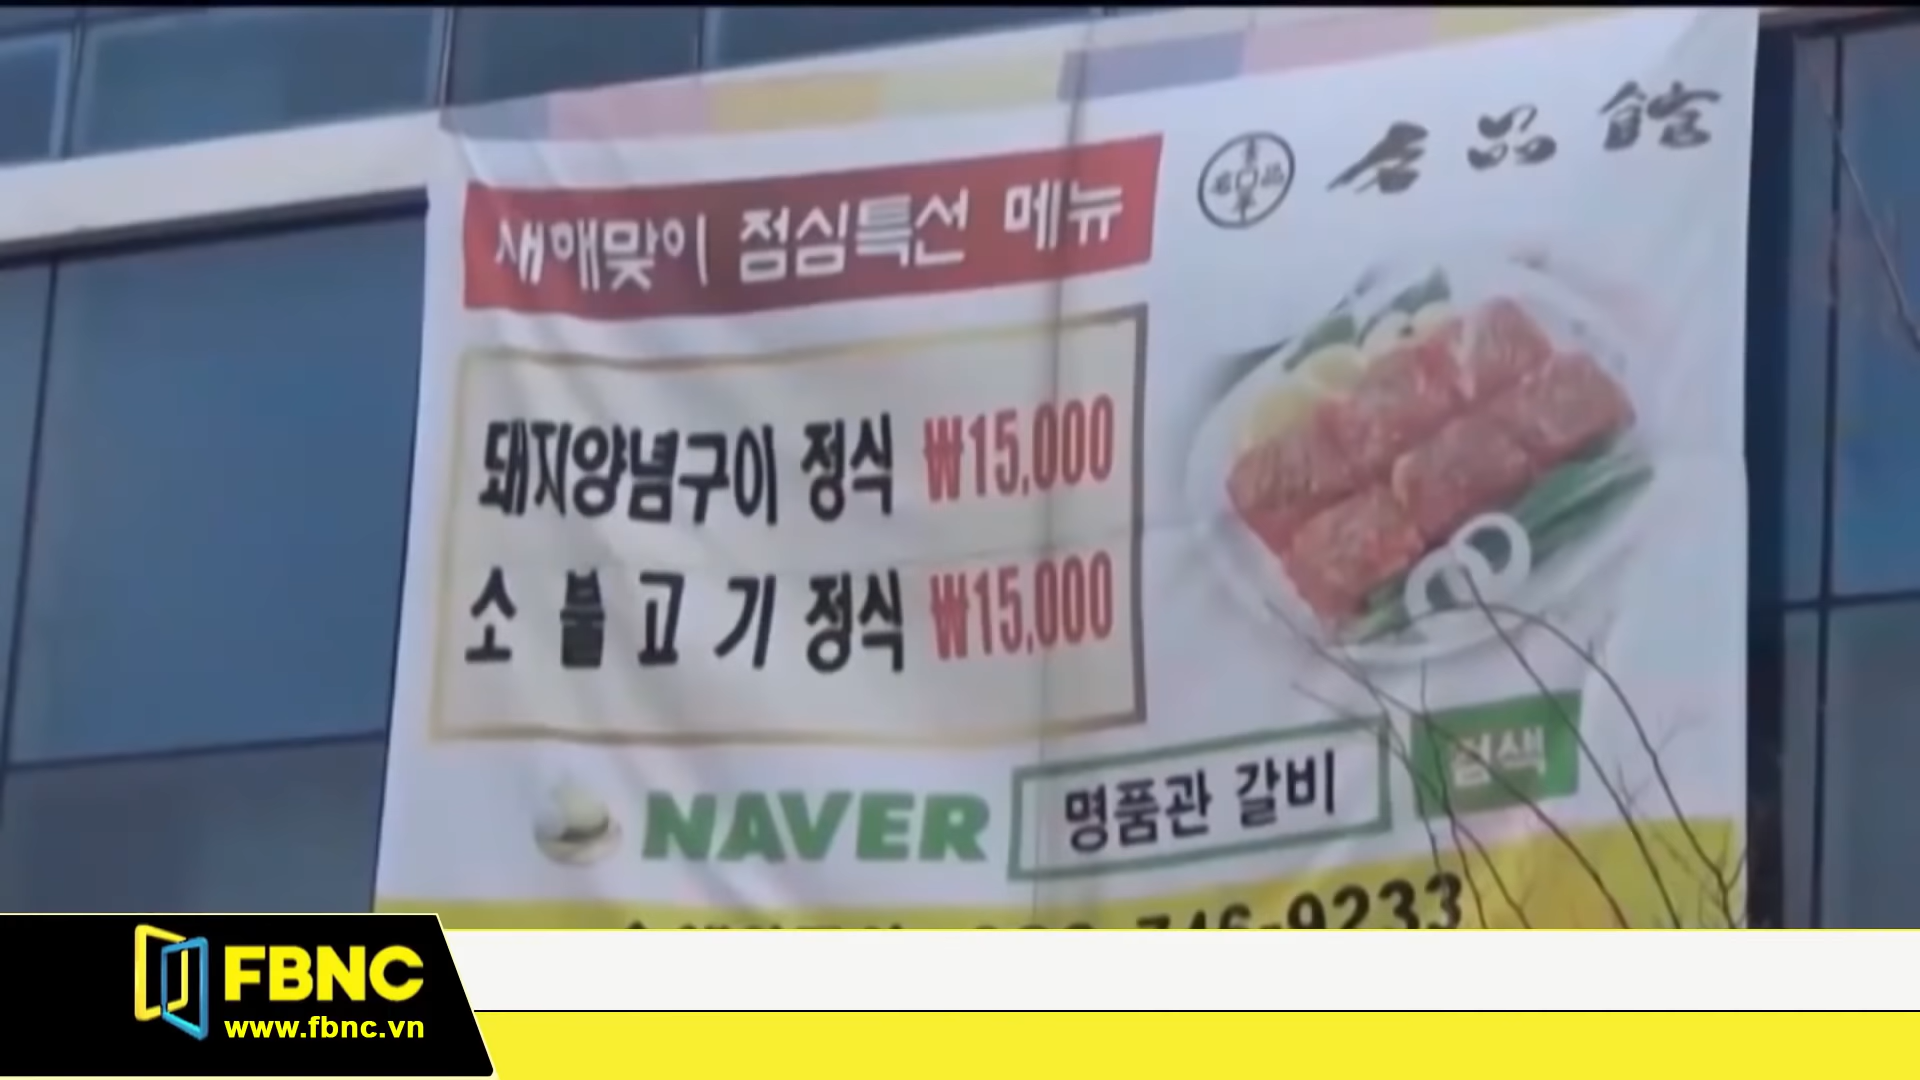 名品館
새해맞이 점심특선 메뉴
돼지양념구이 정식 ₩15,000
소 불고기 정식 ₩15,000
NAVER 명품관 갈비 검색
746-9233
FBNC
www.fbnc.vn